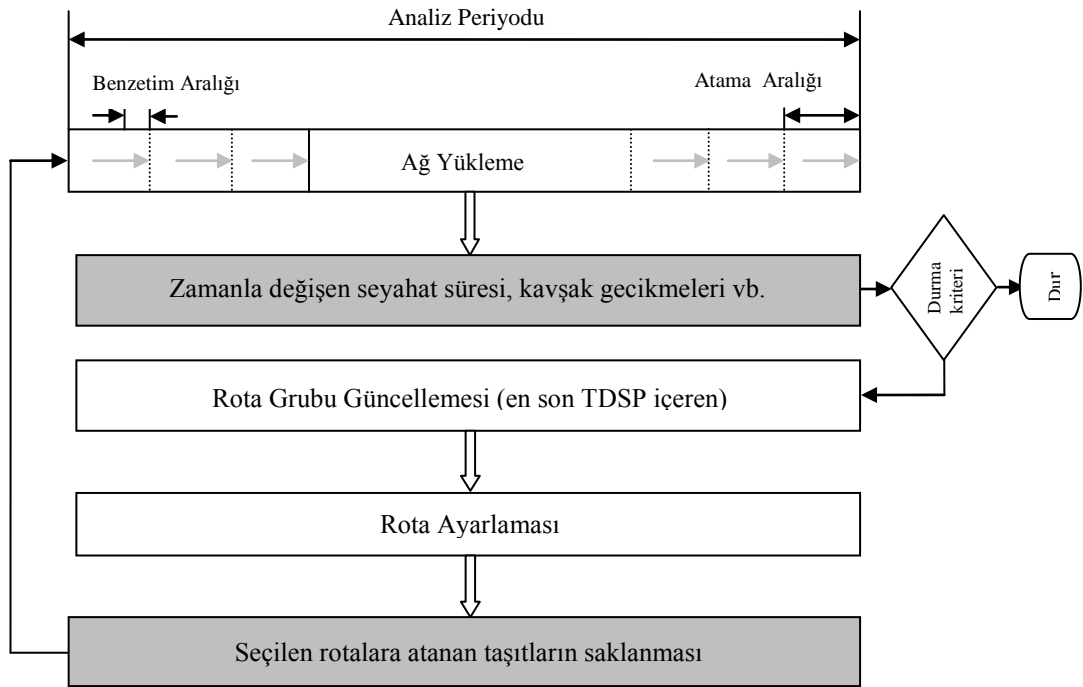 Analiz Periyodu
Benzetim Aralığı
Atama Aralığı
Ağ Yükleme
Zamanla değişen seyahat süresi, kavşak gecikmeleri vb.
Durma
kriteri
Dur
Rota Grubu Güncellemesi (en son TDSP içeren)
Rota Ayarlaması
Seçilen rotalara atanan taşıtların saklanması